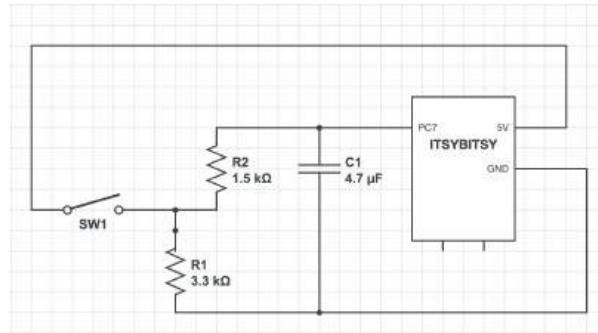 PC7
5V
ITSYBITSY
GND
R2
1.5 kΩ
C1
4.7 µF
SW1
R1
3.3 kΩ